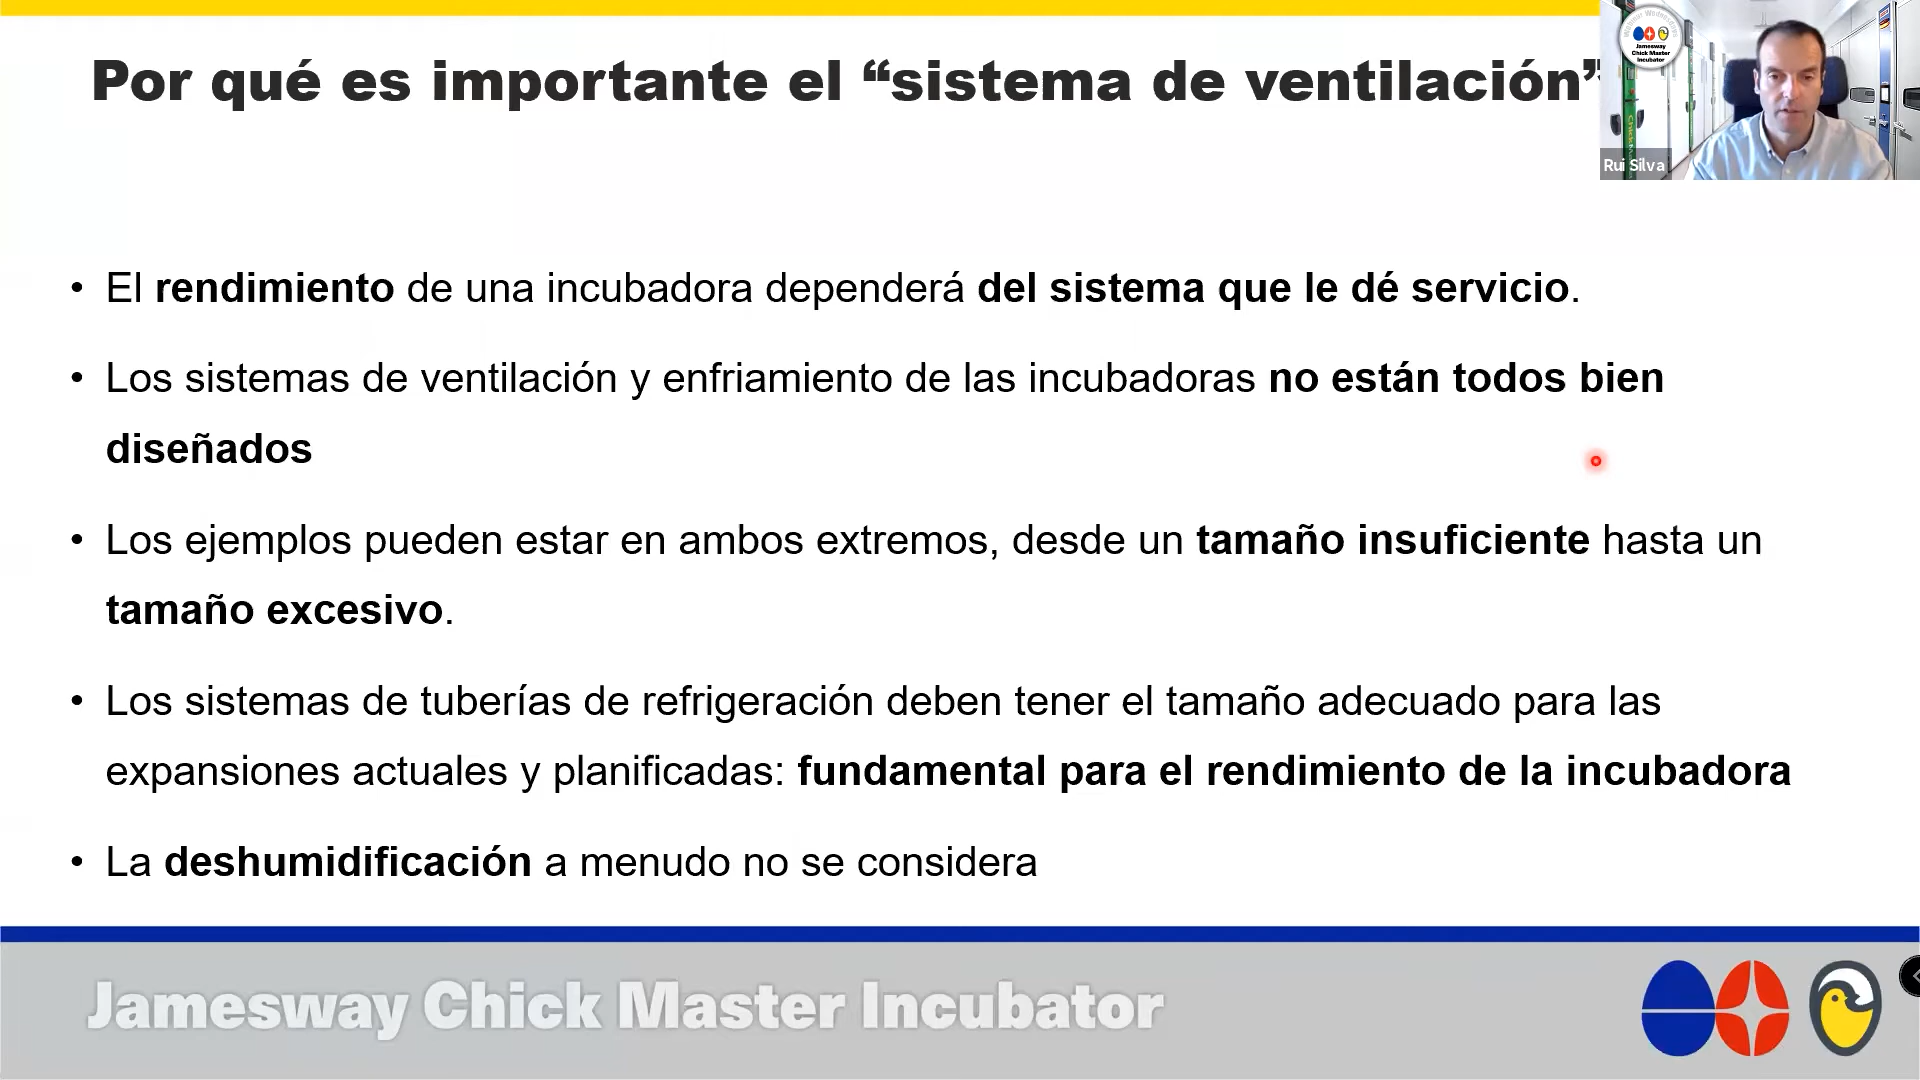 Por qué es importante el “sistema de ventilación”
Jamesway
Chick Master
Incubator
Rui Silva
• El rendimiento de una incubadora dependerá del sistema que le dé servicio.
• Los sistemas de ventilación y enfriamiento de las incubadoras no están todos bien
diseñados
• Los ejemplos pueden estar en ambos extremos, desde un tamaño insuficiente hasta un
tamaño excesivo.
• Los sistemas de tuberías de refrigeración deben tener el tamaño adecuado para las
expansiones actuales y planificadas: fundamental para el rendimiento de la incubadora
• La deshumidificación a menudo no se considera
Jamesway Chick Master Incubator